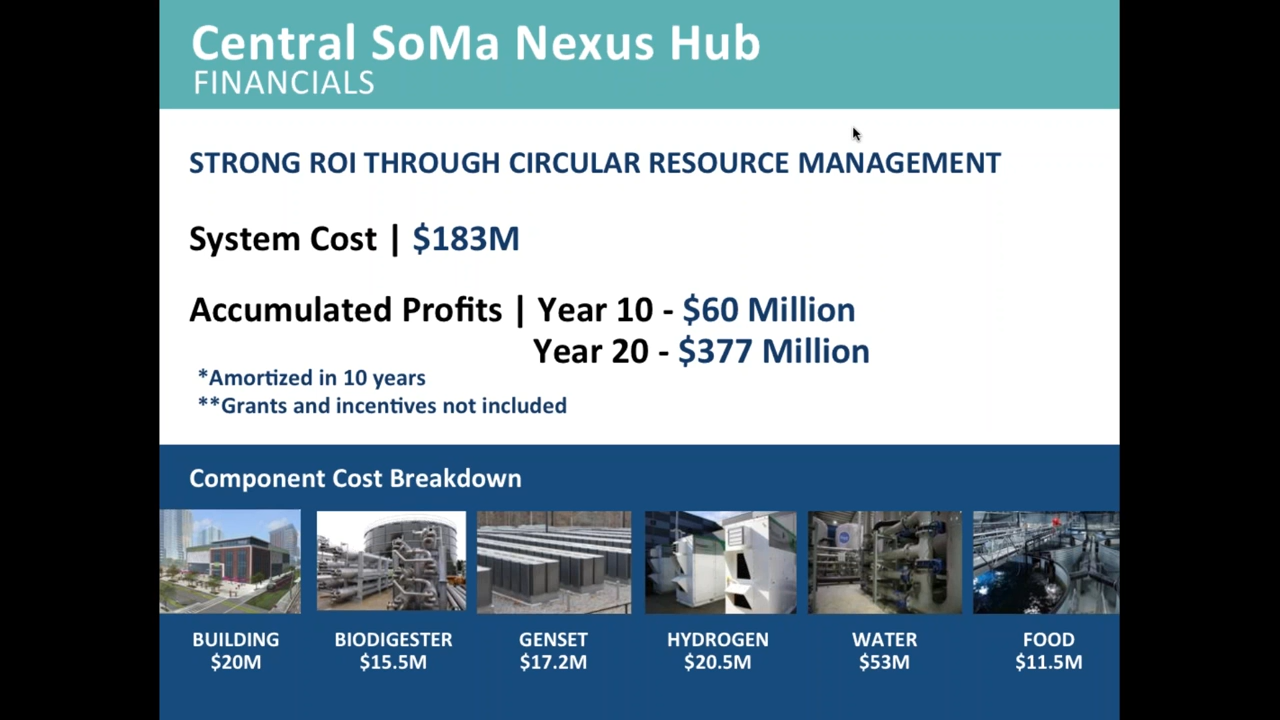 Central SoMa Nexus Hub
FINANCIALS
STRONG ROI THROUGH CIRCULAR RESOURCE MANAGEMENT
System Cost | $183M
Accumulated Profits | Year 10 - $60 Million
Year 20 - $377 Million
*Amortized in 10 years
**Grants and incentives not included
Component Cost Breakdown
BUILDING
$20M
BIODIGESTER
$15.5M
GENSET
$17.2M
HYDROGEN
$20.5M
WATER
$53M
FOOD
$11.5M